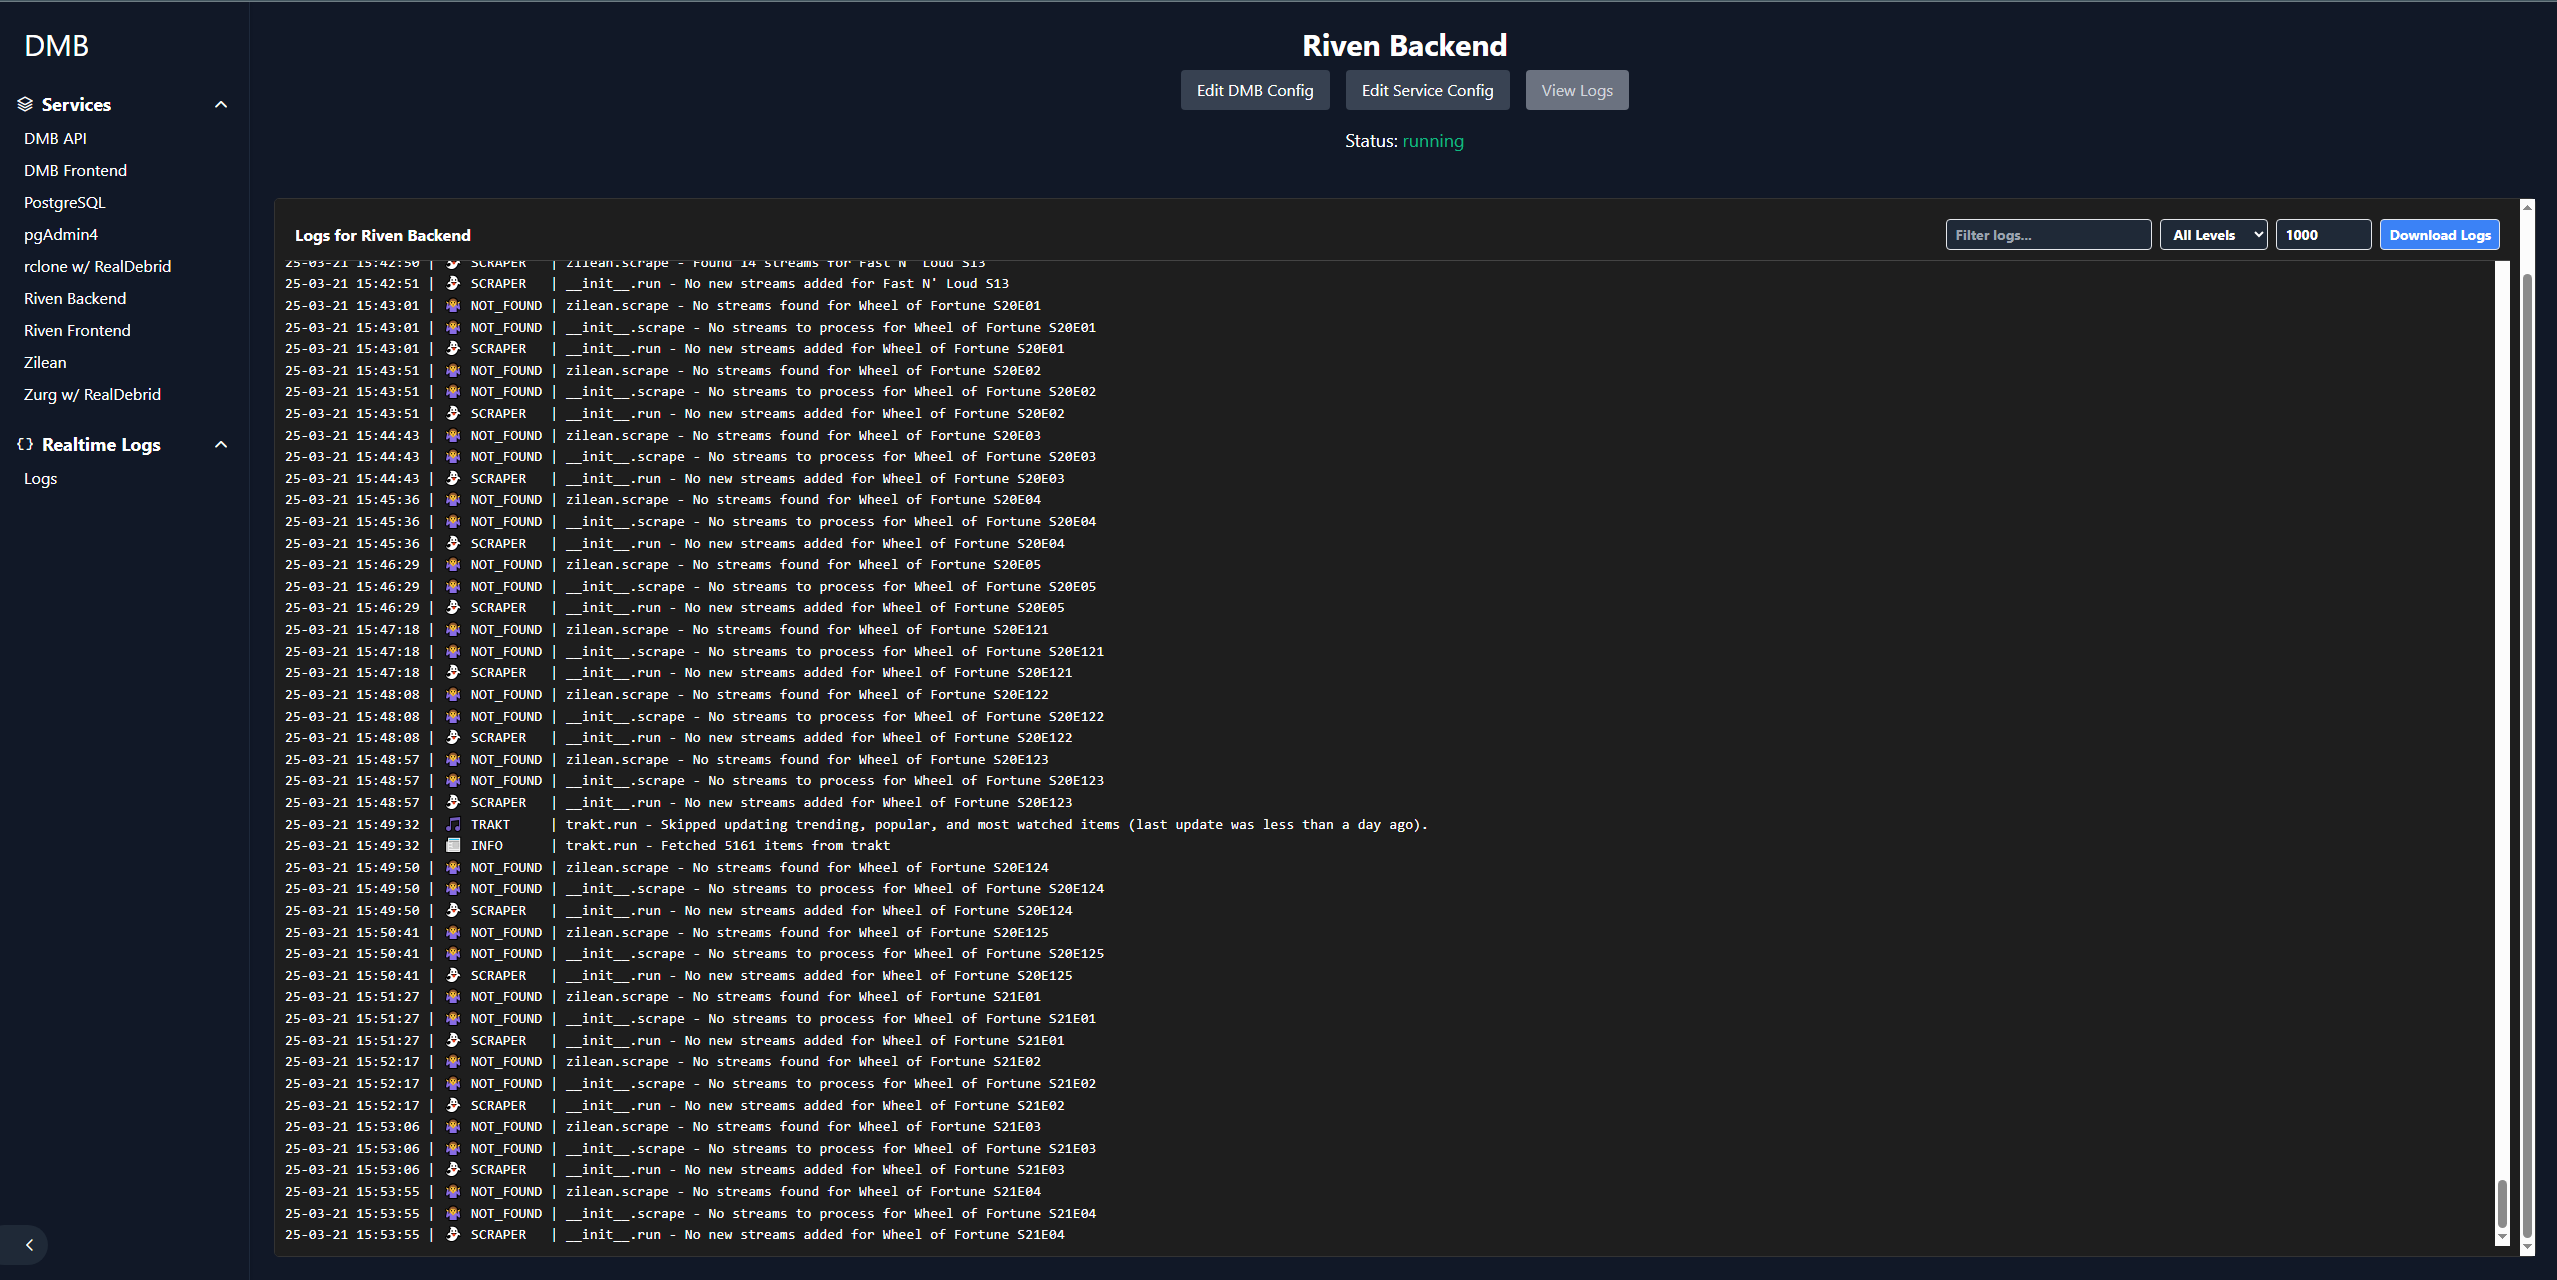 DMB
Services
DMB API
DMB Frontend
PostgreSQL
pgAdmin4
rclone w/ RealDebrid
Riven Backend
Riven Frontend
Zilean
Zurg w/ RealDebrid
Realtime Logs
Logs
Riven Backend
Edit DMB Config
Edit Service Config
View Logs
Status: running
Logs for Riven Backend
Filter logs...
All Levels
1000
Download Logs
25-03-21 15:42:50 | SCRAPER | zilean.scrape - Found 14 streams for Fast N' Loud S13
25-03-21 15:42:51 | SCRAPER | __init__.run - No new streams added for Fast N' Loud S13
25-03-21 15:43:01 | NOT_FOUND | zilean.scrape - No streams found for Wheel of Fortune S20E01
25-03-21 15:43:01 | NOT_FOUND | __init__.scrape - No streams to process for Wheel of Fortune S20E01
25-03-21 15:43:01 | SCRAPER | __init__.run - No new streams added for Wheel of Fortune S20E01
25-03-21 15:43:51 | NOT_FOUND | zilean.scrape - No streams found for Wheel of Fortune S20E02
25-03-21 15:43:51 | NOT_FOUND | __init__.scrape - No streams to process for Wheel of Fortune S20E02
25-03-21 15:43:51 | SCRAPER | __init__.run - No new streams added for Wheel of Fortune S20E02
25-03-21 15:44:43 | NOT_FOUND | zilean.scrape - No streams found for Wheel of Fortune S20E03
25-03-21 15:44:43 | NOT_FOUND | __init__.scrape - No streams to process for Wheel of Fortune S20E03
25-03-21 15:44:43 | SCRAPER | __init__.run - No new streams added for Wheel of Fortune S20E03
25-03-21 15:45:36 | NOT_FOUND | zilean.scrape - No streams found for Wheel of Fortune S20E04
25-03-21 15:45:36 | NOT_FOUND | __init__.scrape - No streams to process for Wheel of Fortune S20E04
25-03-21 15:45:36 | SCRAPER | __init__.run - No new streams added for Wheel of Fortune S20E04
25-03-21 15:46:29 | NOT_FOUND | zilean.scrape - No streams found for Wheel of Fortune S20E05
25-03-21 15:46:29 | NOT_FOUND | __init__.scrape - No streams to process for Wheel of Fortune S20E05
25-03-21 15:46:29 | SCRAPER | __init__.run - No new streams added for Wheel of Fortune S20E05
25-03-21 15:47:18 | NOT_FOUND | zilean.scrape - No streams found for Wheel of Fortune S20E121
25-03-21 15:47:18 | NOT_FOUND | __init__.scrape - No streams to process for Wheel of Fortune S20E121
25-03-21 15:47:18 | SCRAPER | __init__.run - No new streams added for Wheel of Fortune S20E121
25-03-21 15:48:08 | NOT_FOUND | zilean.scrape - No streams found for Wheel of Fortune S20E122
25-03-21 15:48:08 | NOT_FOUND | __init__.scrape - No streams to process for Wheel of Fortune S20E122
25-03-21 15:48:08 | SCRAPER | __init__.run - No new streams added for Wheel of Fortune S20E122
25-03-21 15:48:57 | NOT_FOUND | zilean.scrape - No streams found for Wheel of Fortune S20E123
25-03-21 15:48:57 | NOT_FOUND | __init__.scrape - No streams to process for Wheel of Fortune S20E123
25-03-21 15:48:57 | SCRAPER | __init__.run - No new streams added for Wheel of Fortune S20E123
25-03-21 15:49:32 | TRAKT | trakt.run - Skipped updating trending, popular, and most watched items (last update was less than a day ago).
25-03-21 15:49:32 | INFO | trakt.run - Fetched 5161 items from trakt
25-03-21 15:49:50 | NOT_FOUND | zilean.scrape - No streams found for Wheel of Fortune S20E124
25-03-21 15:49:50 | NOT_FOUND | __init__.scrape - No streams to process for Wheel of Fortune S20E124
25-03-21 15:49:50 | SCRAPER | __init__.run - No new streams added for Wheel of Fortune S20E124
25-03-21 15:50:41 | NOT_FOUND | zilean.scrape - No streams found for Wheel of Fortune S20E125
25-03-21 15:50:41 | NOT_FOUND | __init__.scrape - No streams to process for Wheel of Fortune S20E125
25-03-21 15:50:41 | SCRAPER | __init__.run - No new streams added for Wheel of Fortune S20E125
25-03-21 15:51:27 | NOT_FOUND | zilean.scrape - No streams found for Wheel of Fortune S21E01
25-03-21 15:51:27 | NOT_FOUND | __init__.scrape - No streams to process for Wheel of Fortune S21E01
25-03-21 15:51:27 | SCRAPER | __init__.run - No new streams added for Wheel of Fortune S21E01
25-03-21 15:52:17 | NOT_FOUND | zilean.scrape - No streams found for Wheel of Fortune S21E02
25-03-21 15:52:17 | NOT_FOUND | __init__.scrape - No streams to process for Wheel of Fortune S21E02
25-03-21 15:52:17 | SCRAPER | __init__.run - No new streams added for Wheel of Fortune S21E02
25-03-21 15:53:06 | NOT_FOUND | zilean.scrape - No streams found for Wheel of Fortune S21E03
25-03-21 15:53:06 | NOT_FOUND | __init__.scrape - No streams to process for Wheel of Fortune S21E03
25-03-21 15:53:06 | SCRAPER | __init__.run - No new streams added for Wheel of Fortune S21E03
25-03-21 15:53:55 | NOT_FOUND | zilean.scrape - No streams found for Wheel of Fortune S21E04
25-03-21 15:53:55 | NOT_FOUND | __init__.scrape - No streams to process for Wheel of Fortune S21E04
25-03-21 15:53:55 | SCRAPER | __init__.run - No new streams added for Wheel of Fortune S21E04